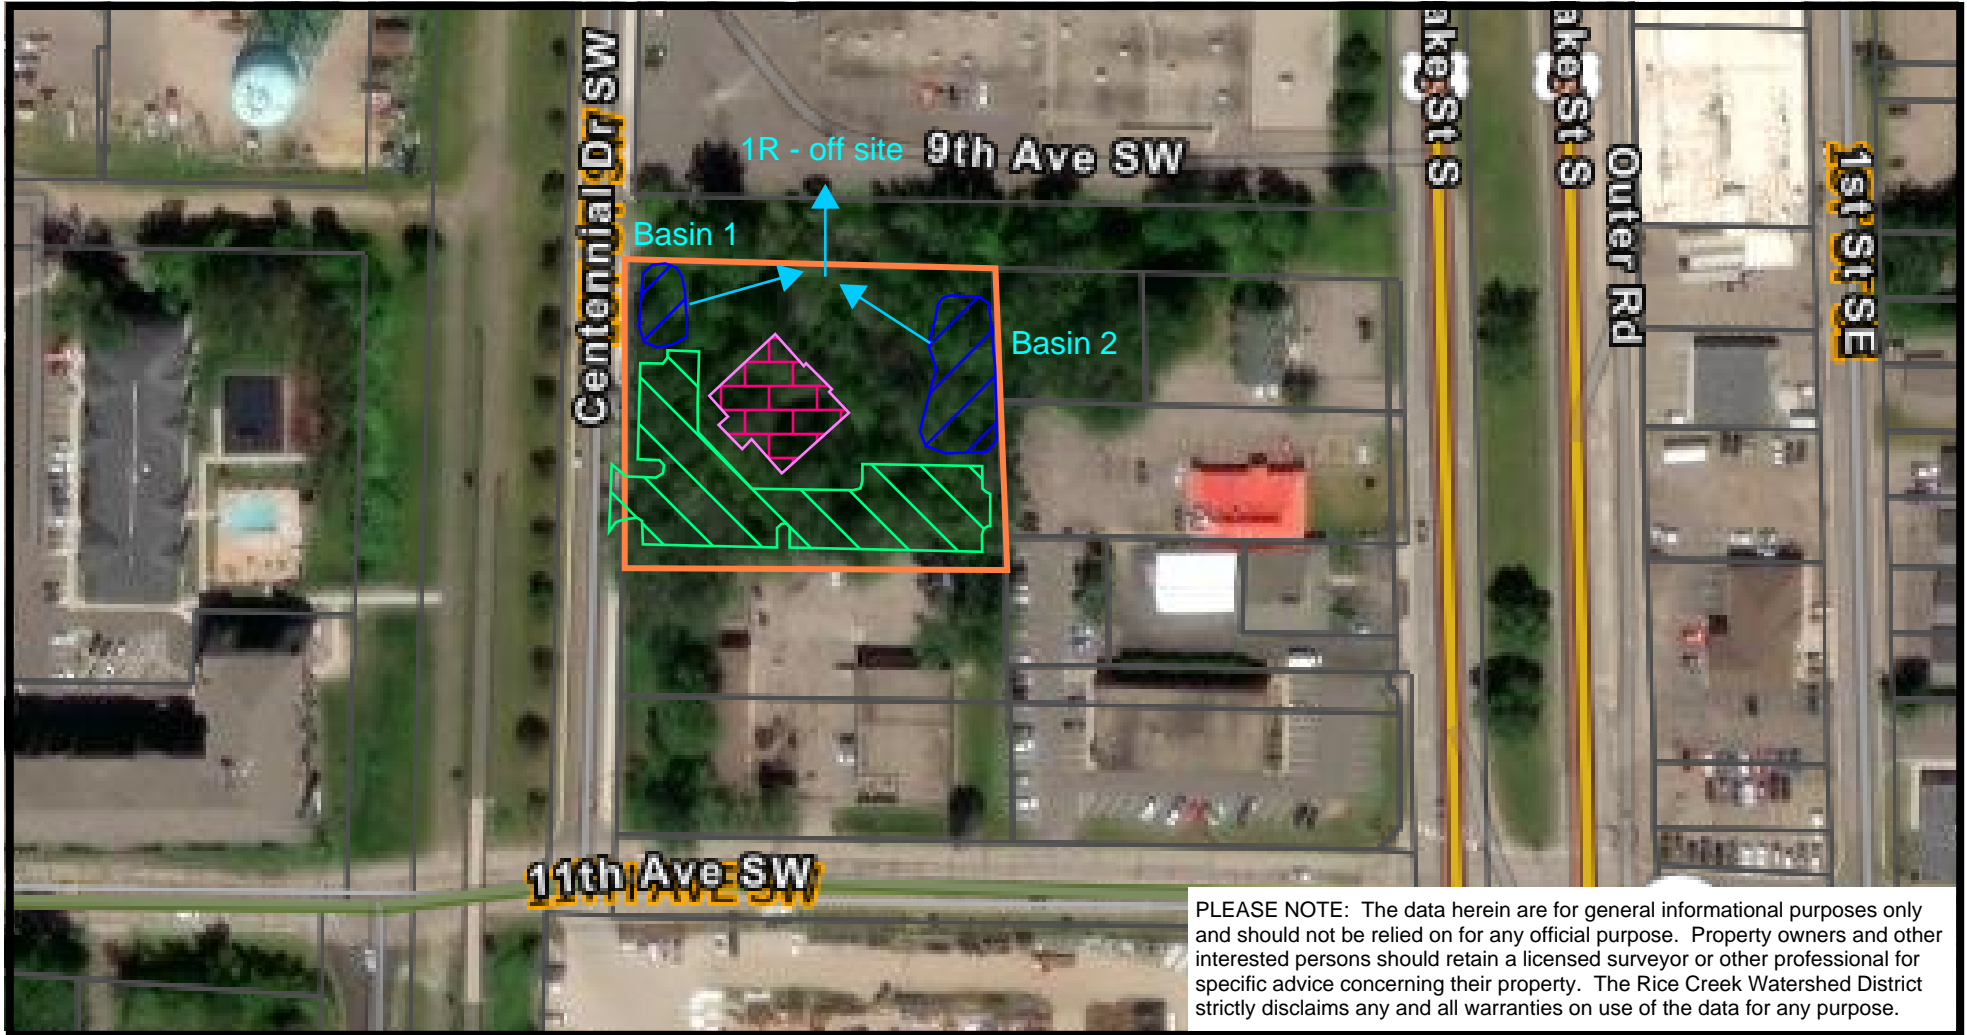 ake St S
ake St S
Centennial Dr SW
1R - off site
9th Ave SW
Outer Rd
1st St SE
Basin 1
Basin 2
11th Ave SW
PLEASE NOTE: The data herein are for general informational purposes only
and should not be relied on for any official purpose. Property owners and other
interested persons should retain a licensed surveyor or other professional for
specific advice concerning their property. The Rice Creek Watershed District
strictly disclaims any and all warranties on use of the data for any purpose.